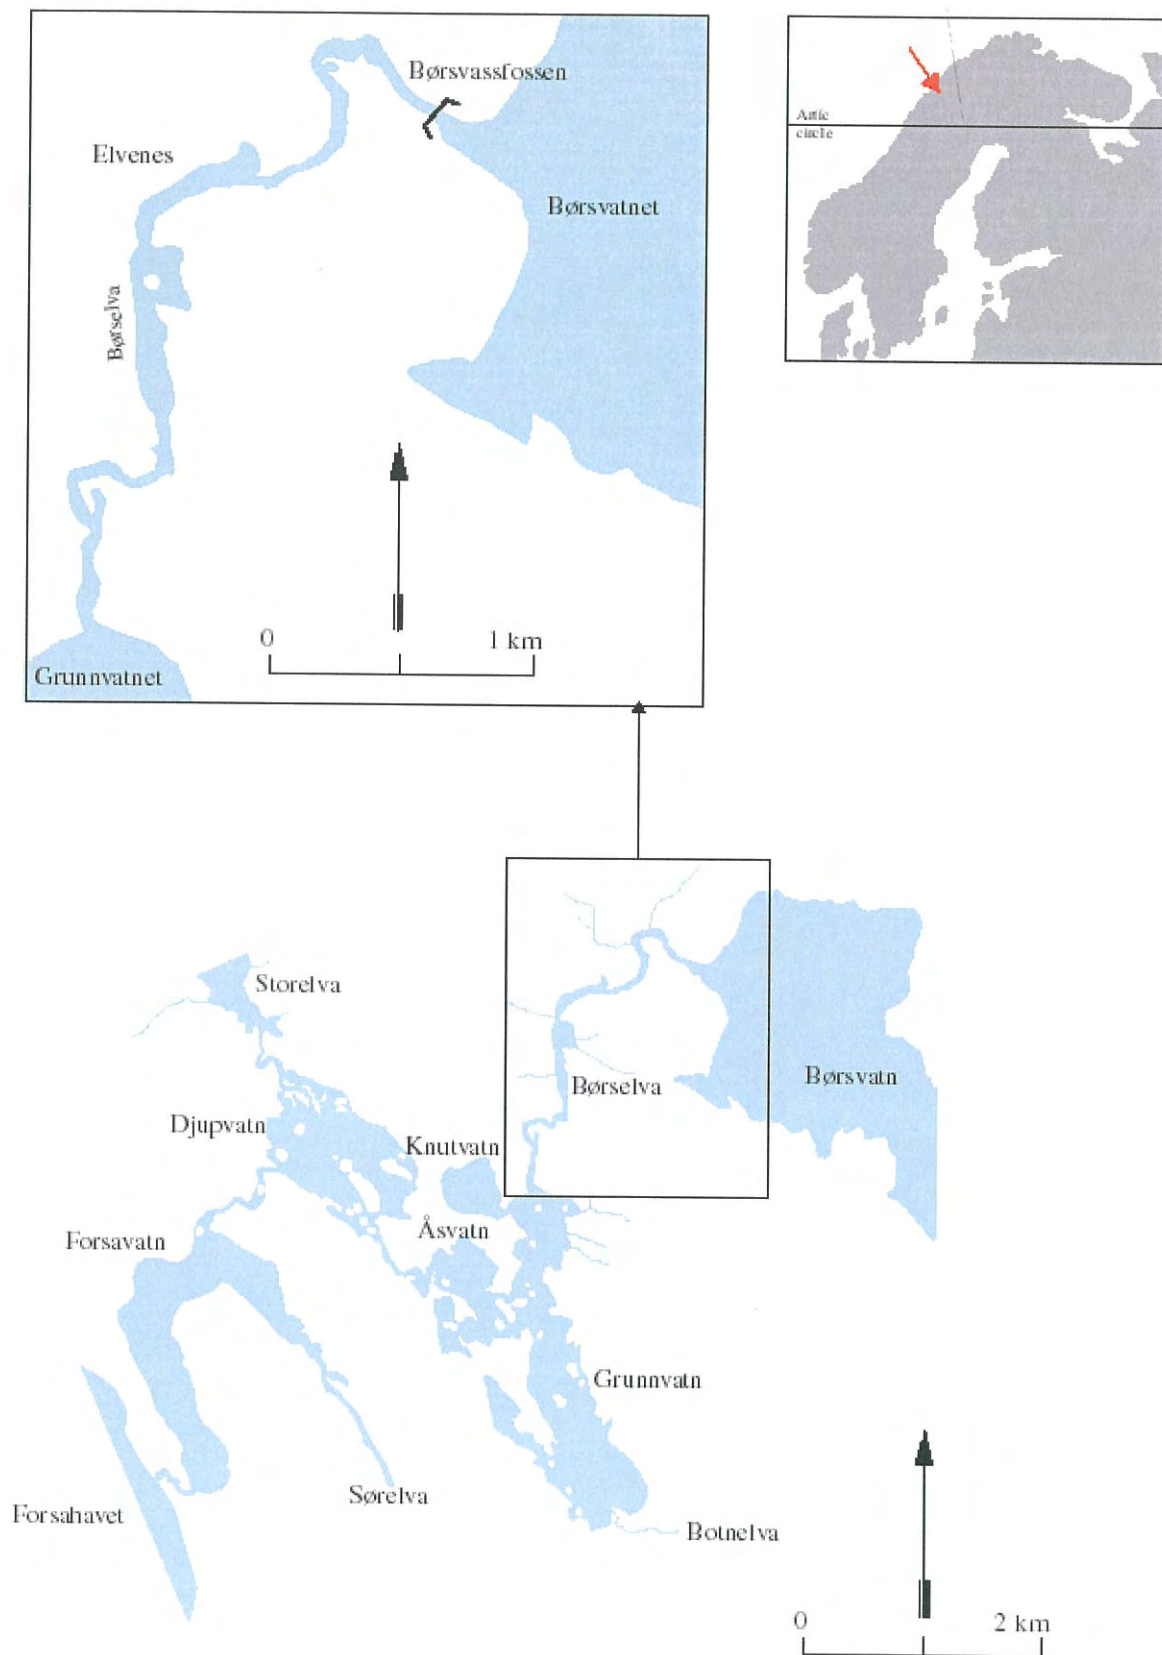 Børsvassfossen
Elvenes
Børsvatnet
Børselva
0 1 km
Grunnvatnet
Artic
circle
Storelva
Børselva
Børsvatn
Djupvatn
Knutvatn
Åsvatn
Forsavatn
Grunnvatn
Sørelva
Forsahavet
Botnelva
0 2 km